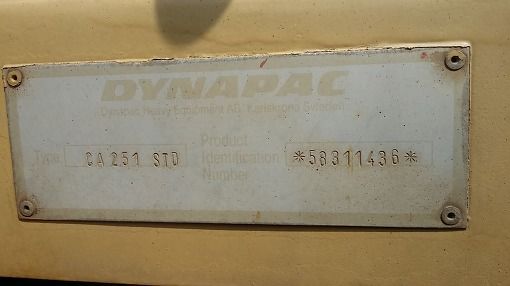 DYNAPAC
Dynapac Heavy Equipment AB, Karlskrona Sweden
Type CA 251 STD
Product Identification Number *58311436*